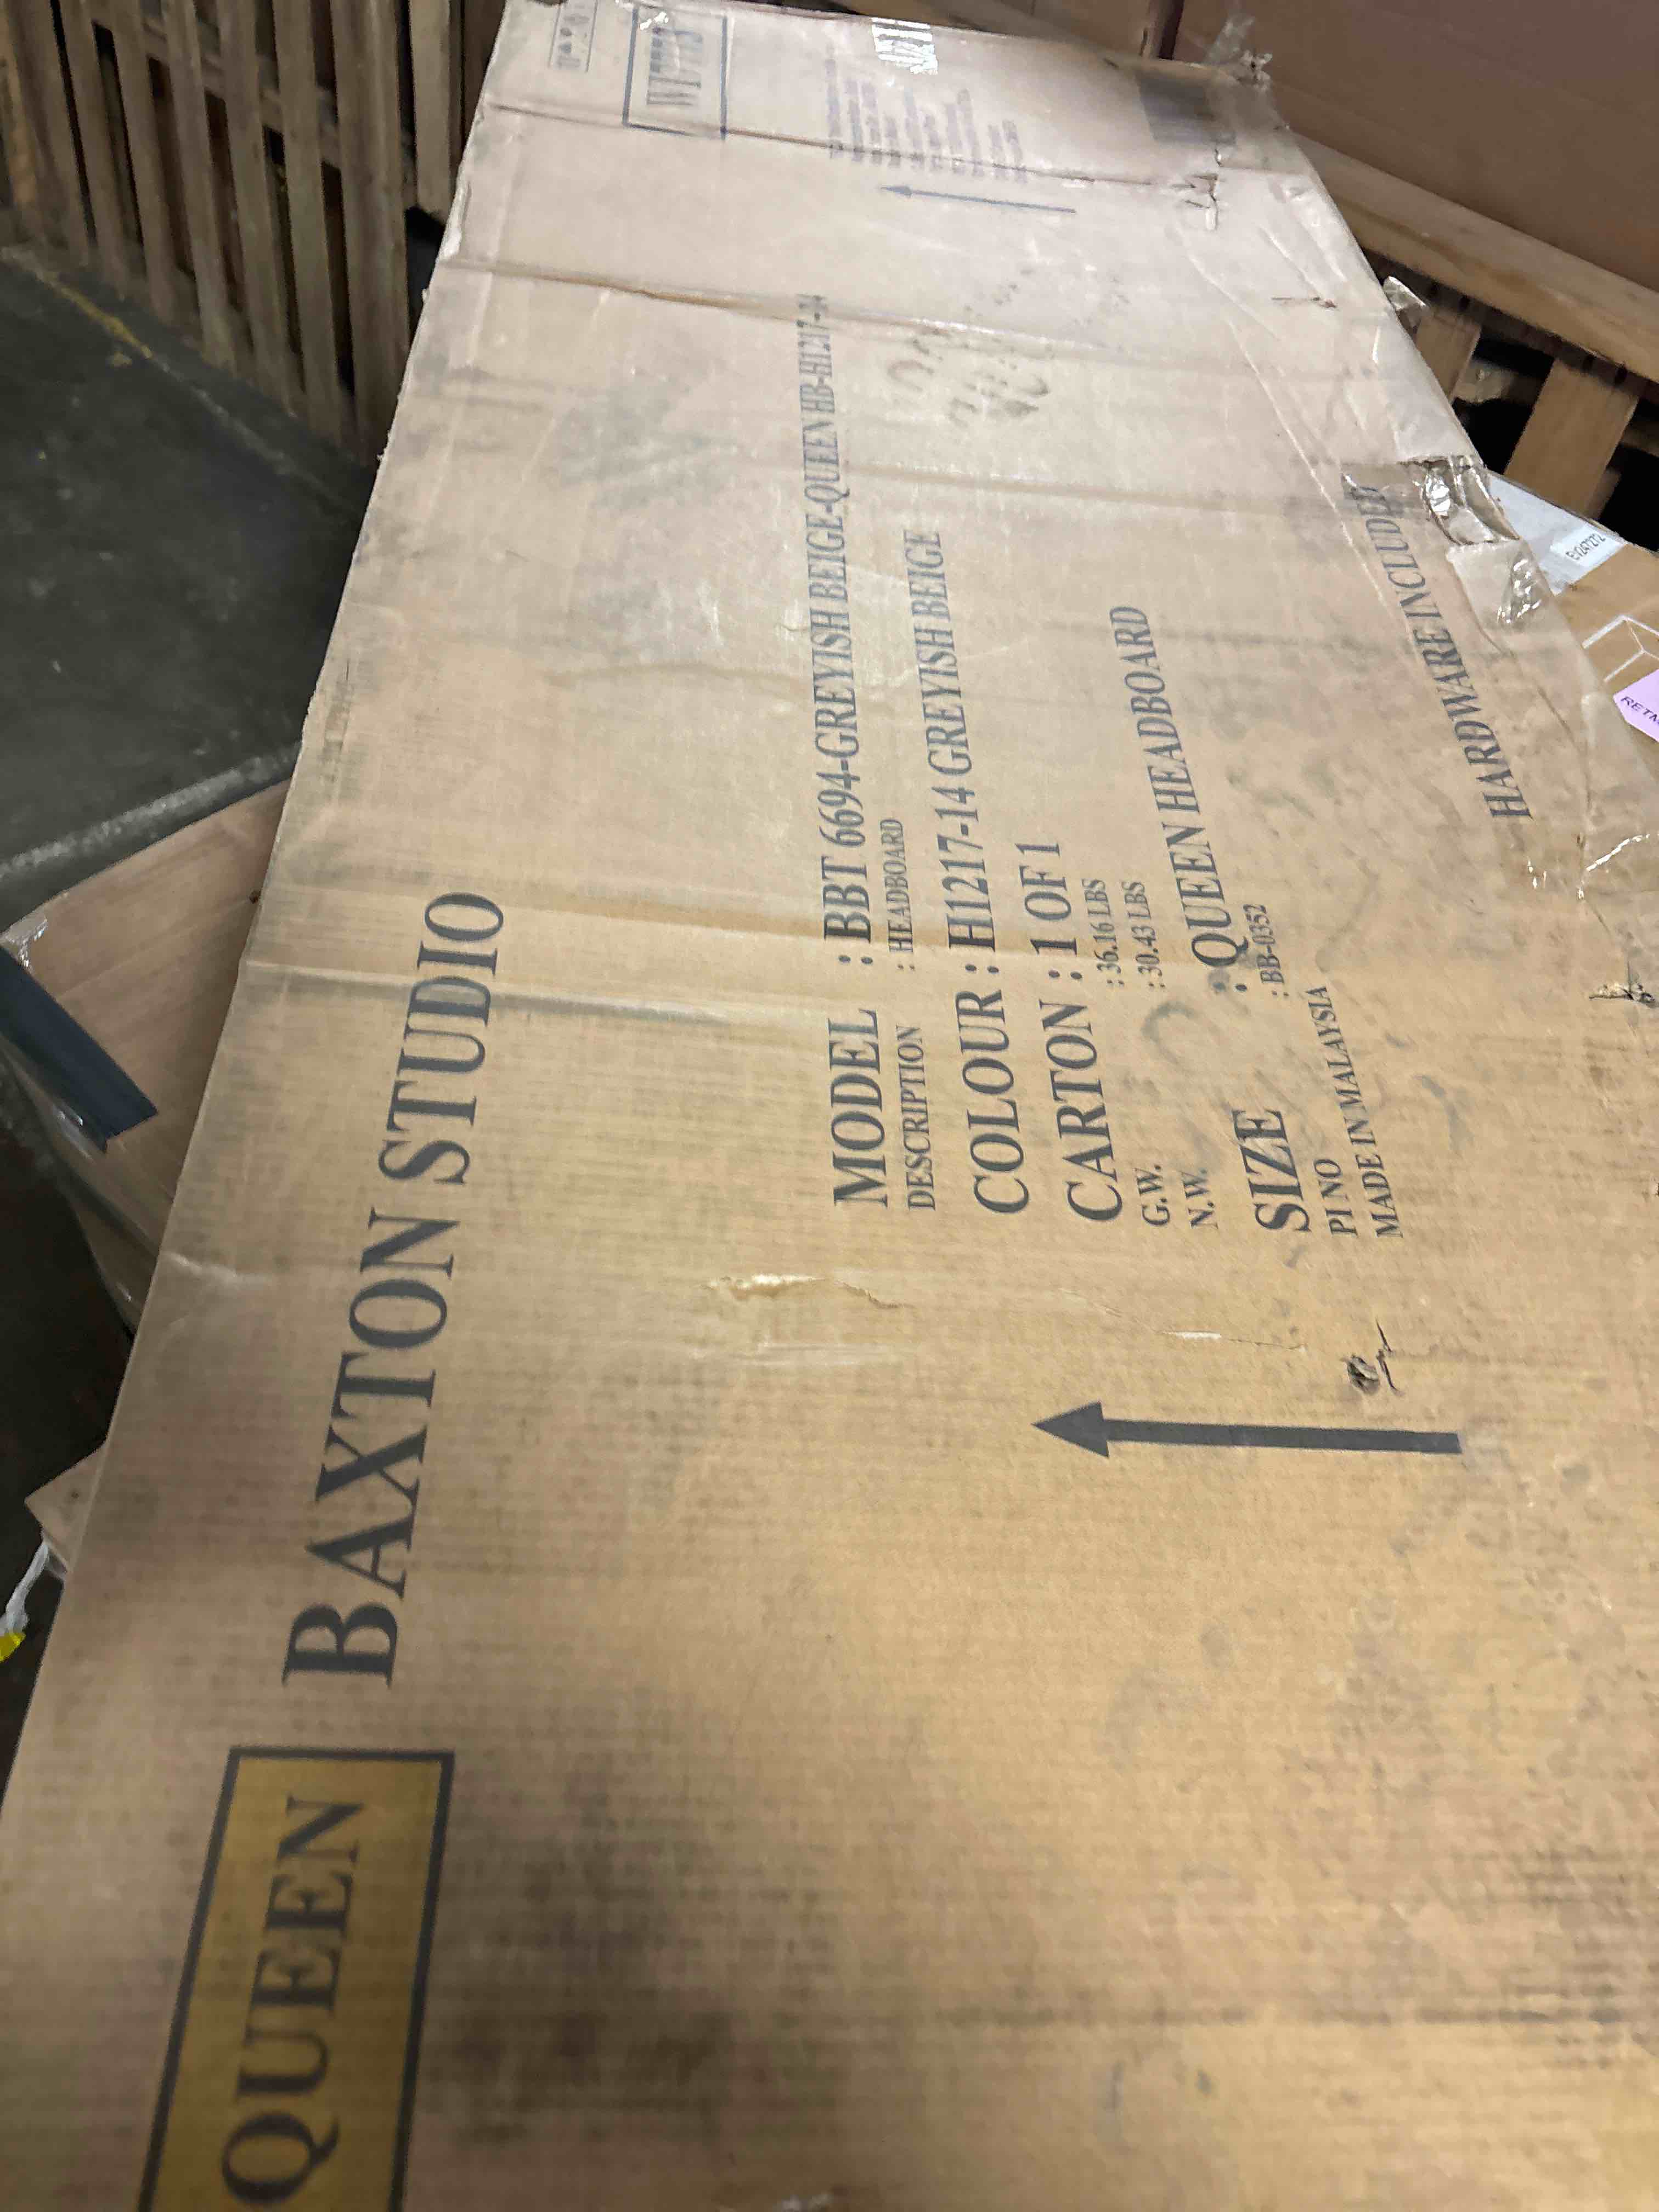 QUEEN
BAXTON STUDIO
MODEL : BBT 6694-GREYISH BEIGE-QUEEN HB-H1217-14
DESCRIPTION : HEADBOARD
COLOUR : H1217-14 GREYISH BEIGE
CARTON : 1 OF 1
G.W. : 36.16 LBS
N.W. : 30.43 LBS
SIZE : QUEEN HEADBOARD
PI NO : BB-0352
MADE IN MALAYSIA
HARDWARE INCLUDED